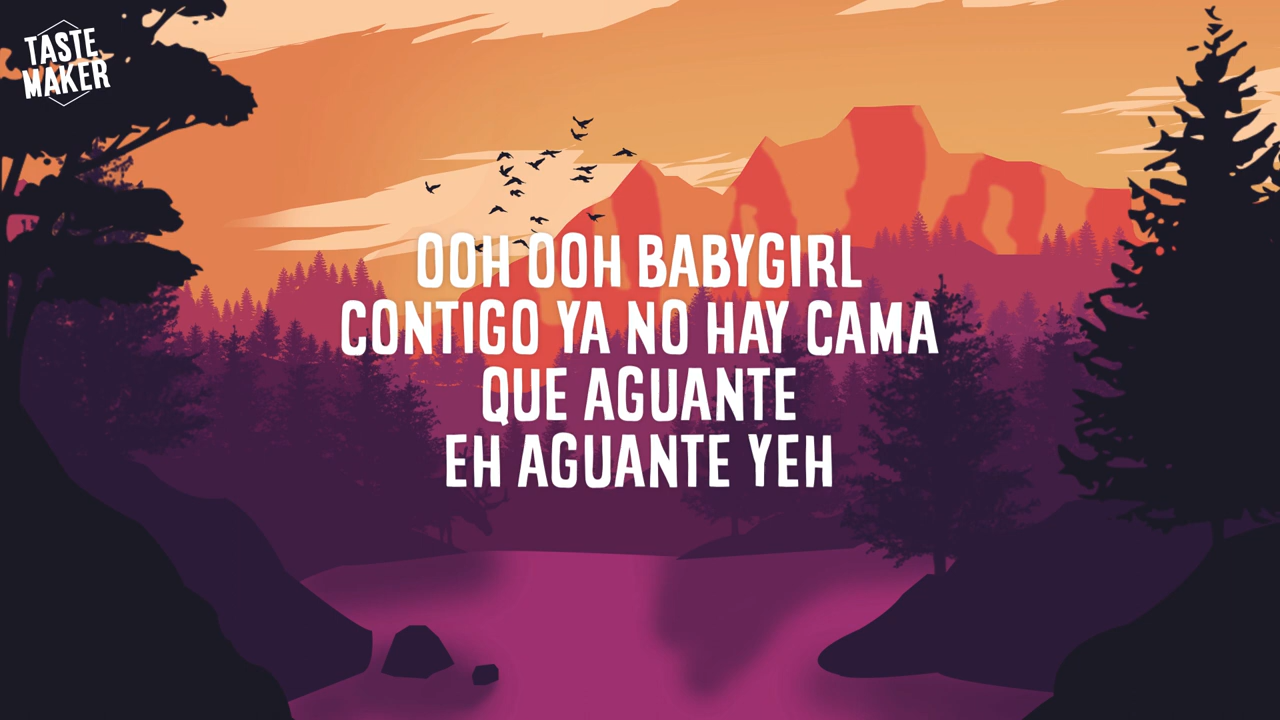 TASTE
MAKER
OOH OOH BABYGIRL
CONTIGO YA NO HAY CAMA
QUE AGUANTE
EH AGUANTE YEH